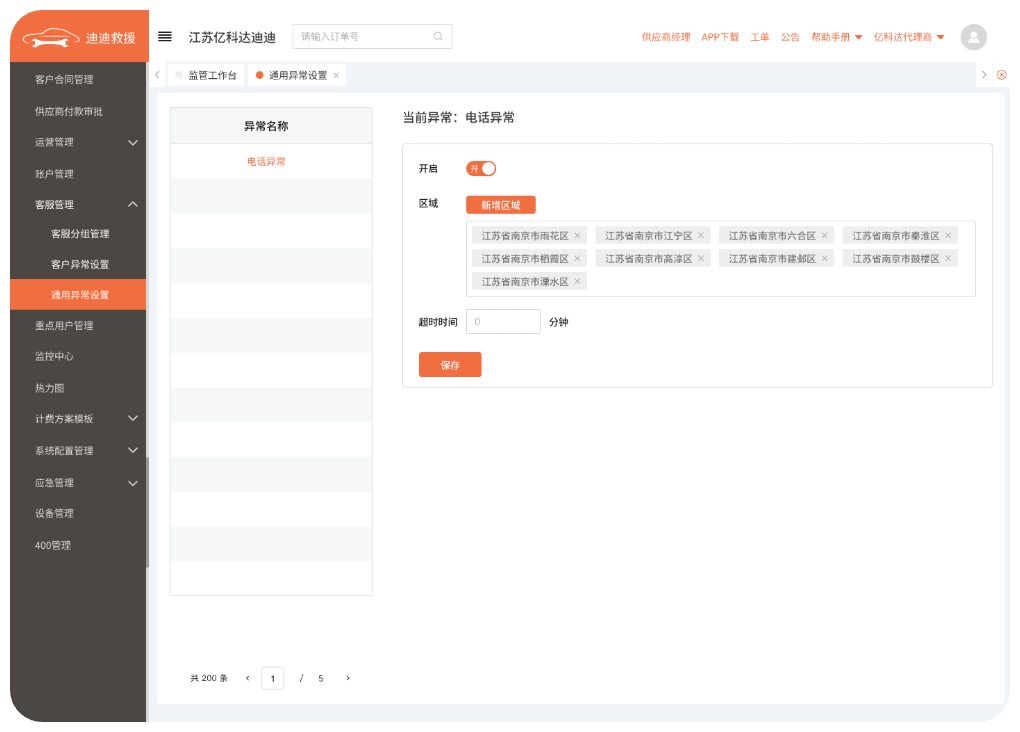 迪迪救援
江苏亿科达迪迪
请输入订单号
供应商经理 APP下载 工单 公告 帮助手册 亿科达代理商
监管工作台 通用异常设置
客户合同管理
供应商付款审批
运营管理
账户管理
客服管理
客服分组管理
客户异常设置
通用异常设置
重点用户管理
监控中心
热力图
计费方案模板
系统配置管理
应急管理
设备管理
400管理
异常名称
电话异常
共 200 条 1 / 5
当前异常：电话异常
开启 开
区域 新增区域
江苏省南京市雨花区 江苏省南京市江宁区 江苏省南京市六合区 江苏省南京市秦淮区
江苏省南京市栖霞区 江苏省南京市高淳区 江苏省南京市建邺区 江苏省南京市鼓楼区
江苏省南京市溧水区
超时时间 0 分钟
保存